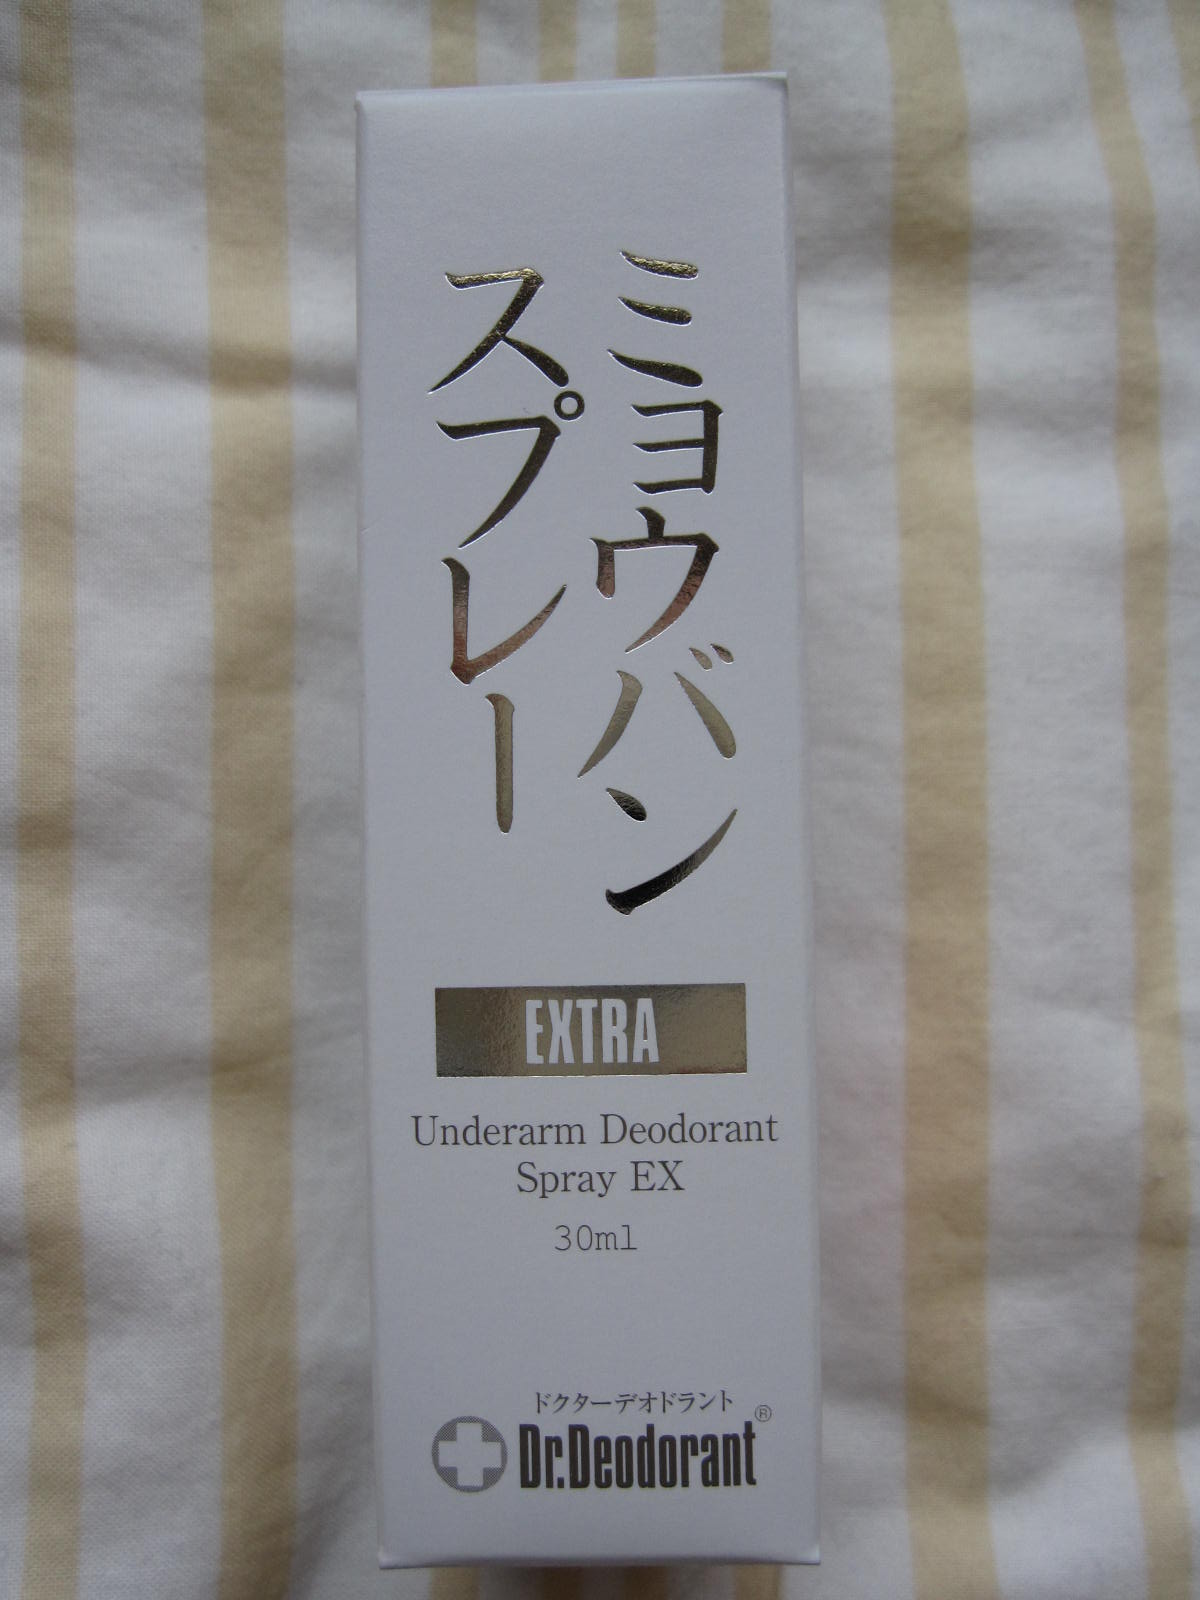 ミョウバン
スプレー
EXTRA
Underarm Deodorant
Spray EX
30ml
ドクターデオドラント
Dr.Deodorant®